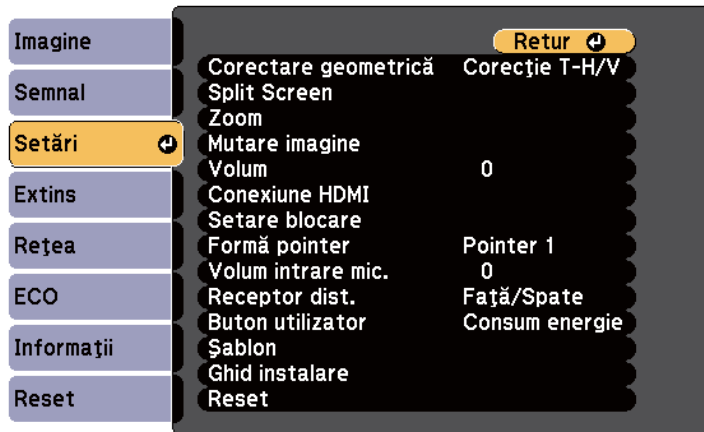 Imagine
Semnal
Setări
Extins
Reţea
ECO
Informaţii
Reset
Retur
Corectare geometrică Corecţie T-H/V
Split Screen
Zoom
Mutare imagine
Volum 0
Conexiune HDMI
Setare blocare
Formă pointer Pointer 1
Volum intrare mic. 0
Receptor dist. Faţă/Spate
Buton utilizator Consum energie
Şablon
Ghid instalare
Reset